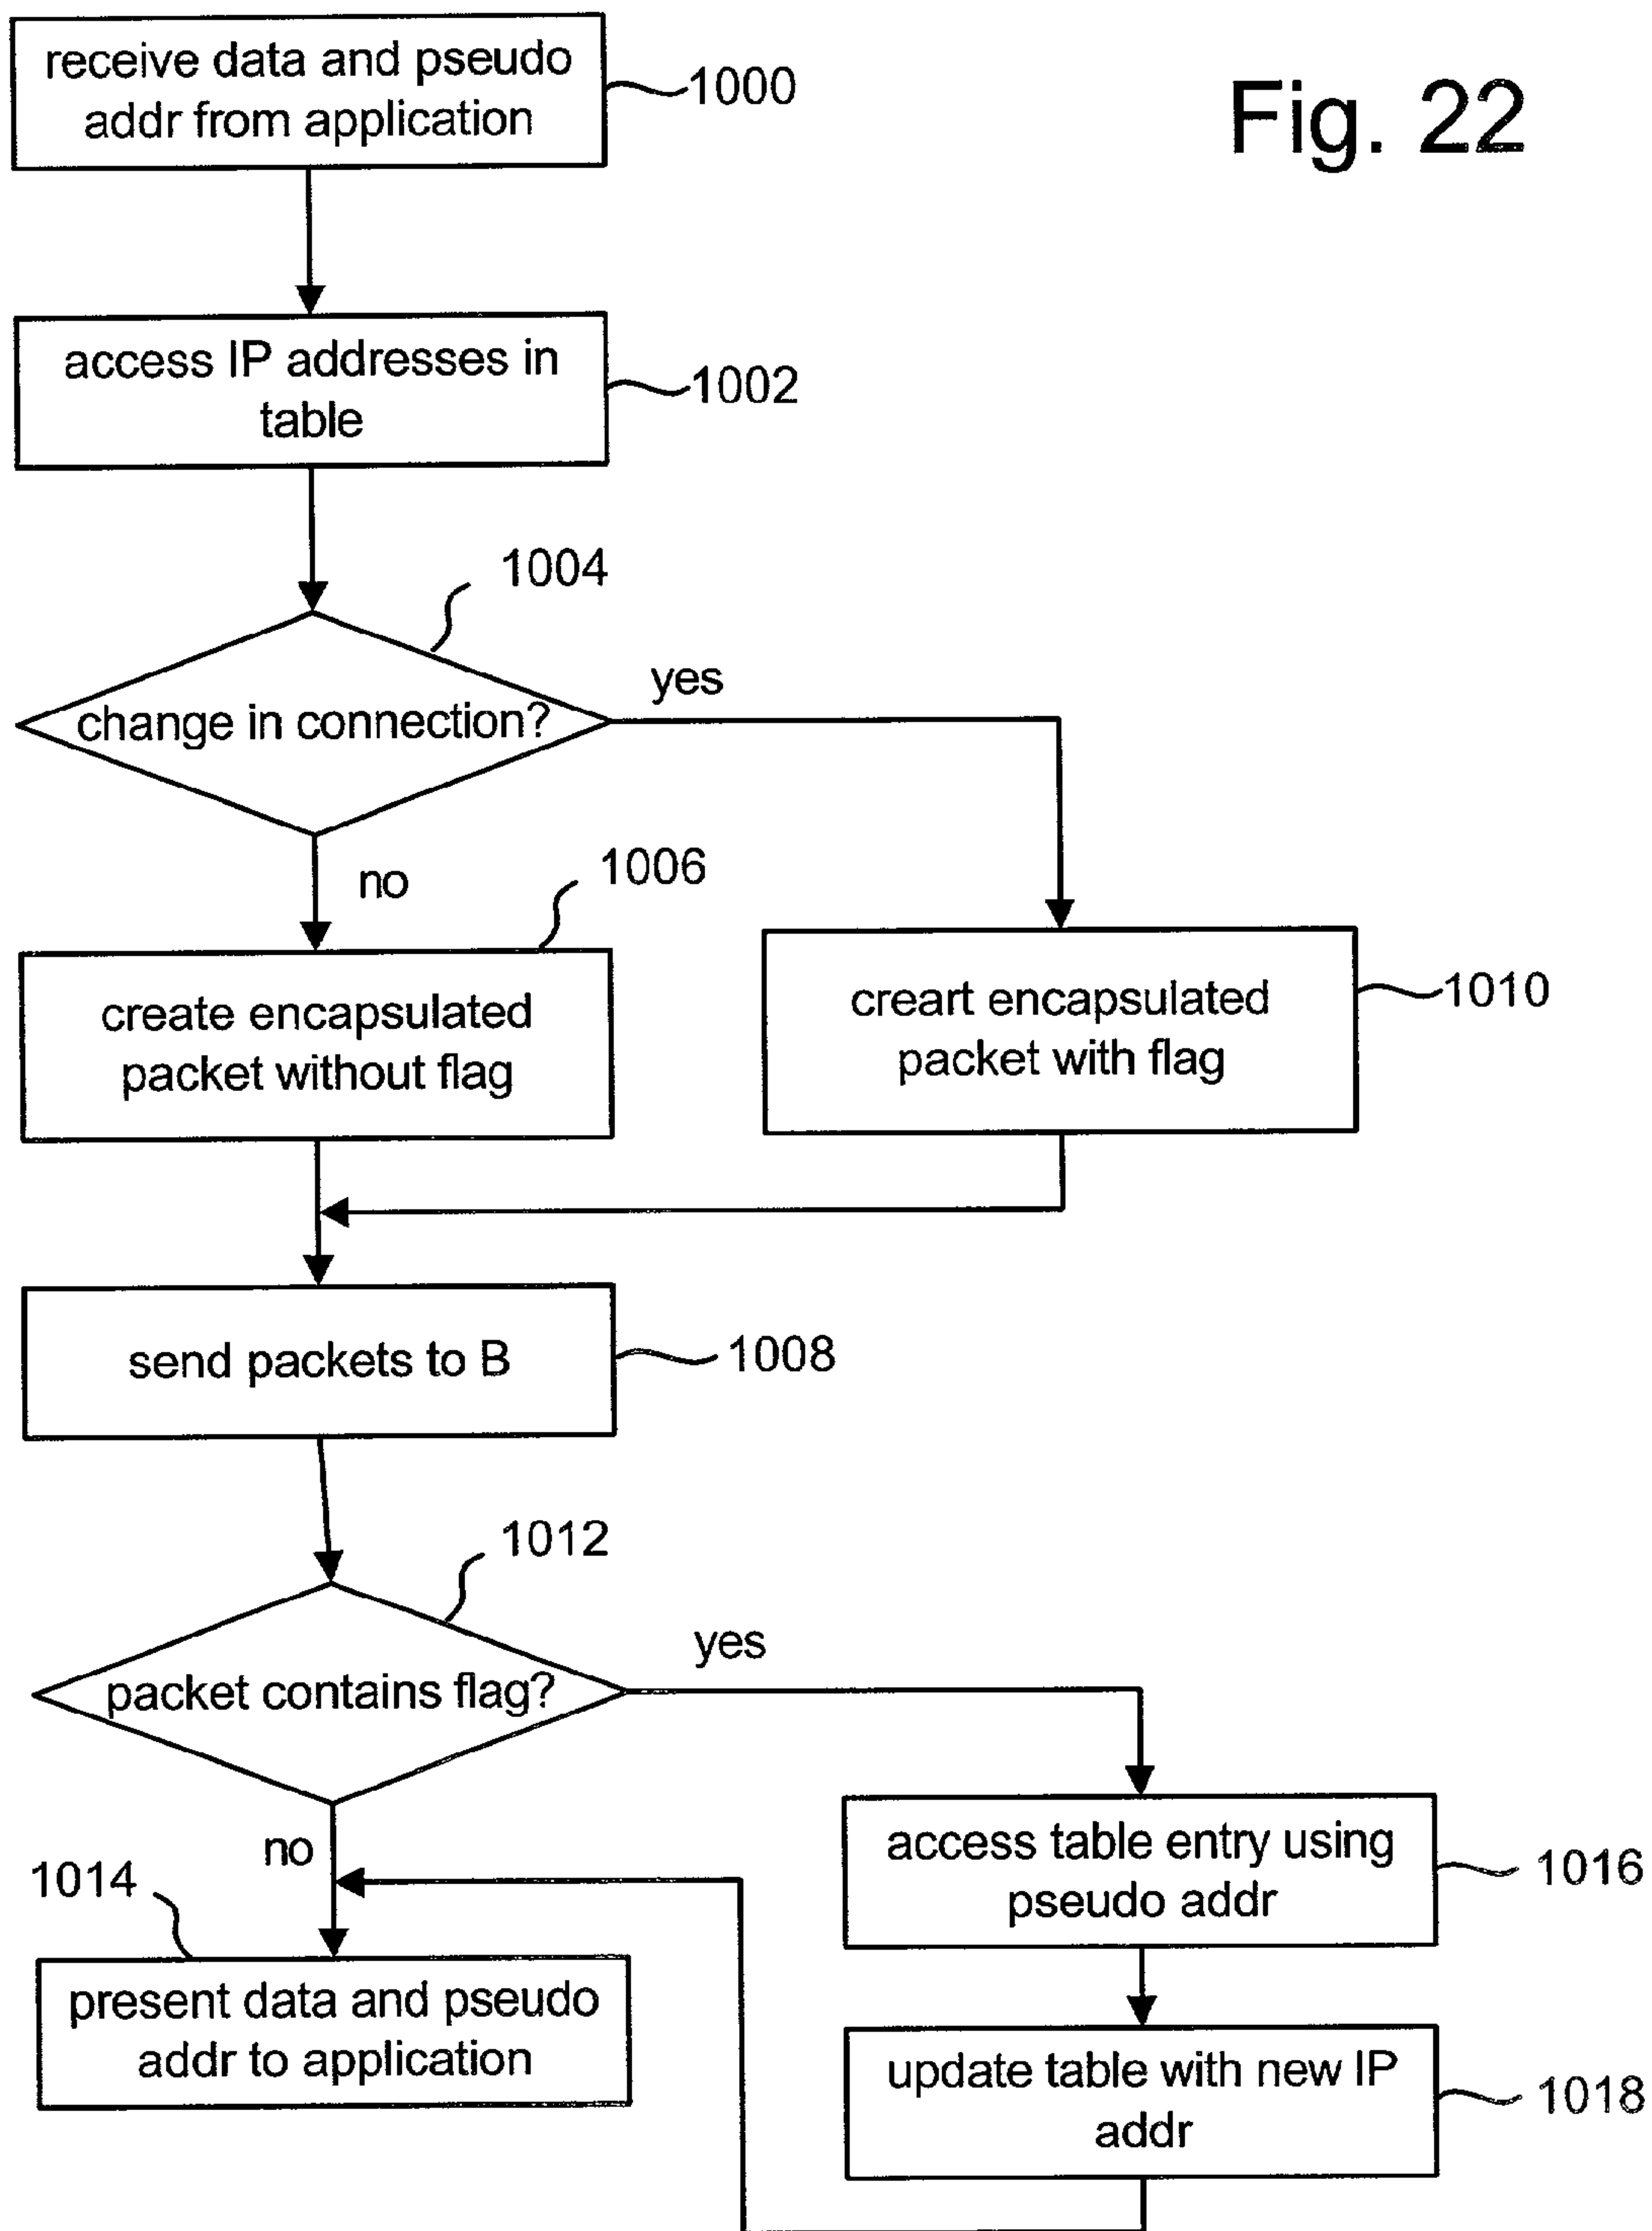 Fig. 22
receive data and pseudo
addr from application
1000
access IP addresses in
table
1002
1004
change in connection?
yes
no
1006
create encapsulated
packet without flag
creart encapsulated
packet with flag
1010
send packets to B
1008
1012
packet contains flag?
yes
no
1014
present data and pseudo
addr to application
access table entry using
pseudo addr
1016
update table with new IP
addr
1018